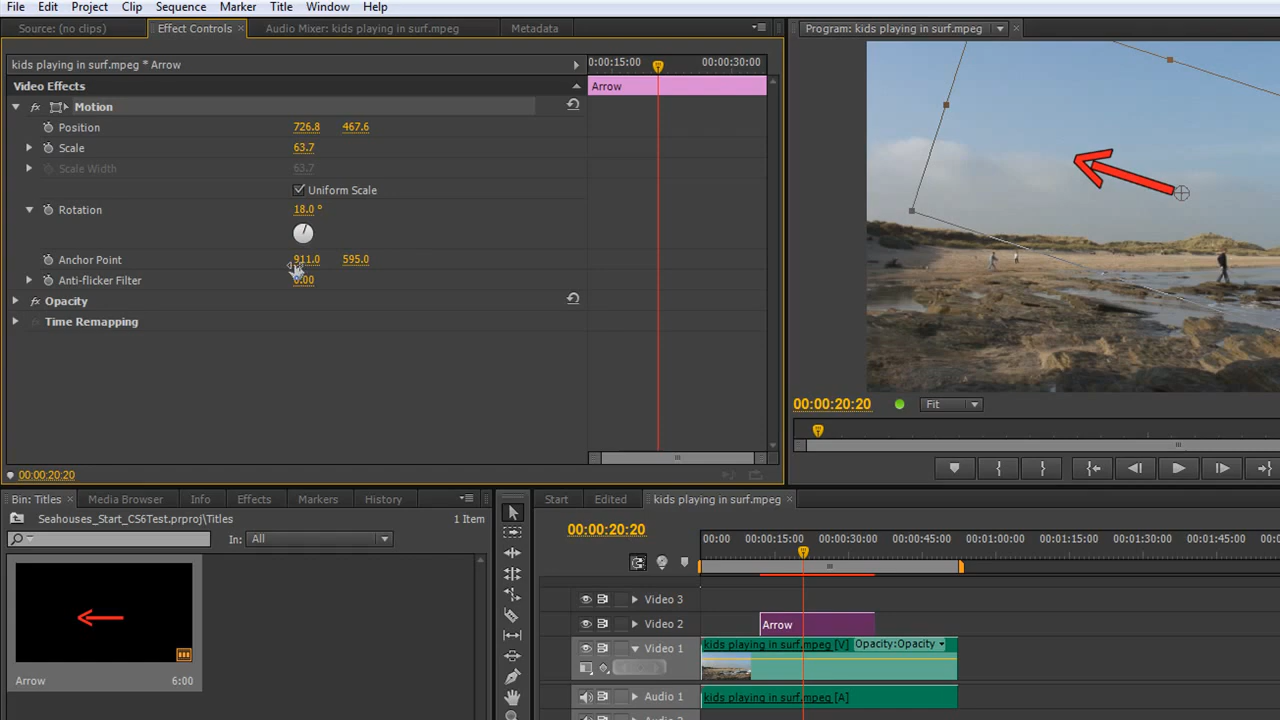 File Edit Project Clip Sequence Marker Title Window Help
Source: (no clips) Effect Controls Audio Mixer: kids playing in surf.mpeg Metadata
kids playing in surf.mpeg * Arrow
0:00:15:00 00:00:30:00
Video Effects
Arrow
fx Motion
Position 726.8 467.6
Scale 63.7
Scale Width 63.7
Uniform Scale
Rotation 18.0 °
Anchor Point 911.0 595.0
Anti-flicker Filter 0.00
fx Opacity
Time Remapping
00:00:20:20
Program: kids playing in surf.mpeg
00:00:20:20 Fit
Bin: Titles Media Browser Info Effects Markers History
Seahouses_Start_CS6Test.prproj\Titles 1 Item
In: All
Arrow 6:00
Start Edited kids playing in surf.mpeg
00:00:20:20
00:00 00:00:15:00 00:00:30:00 00:00:45:00 00:01:00:00 00:01:15:00 00:01:30:00 00:01:45:00
Video 3
Video 2 Arrow
Video 1 kids playing in surf.mpeg [V] Opacity:Opacity
Audio 1 kids playing in surf.mpeg [A]